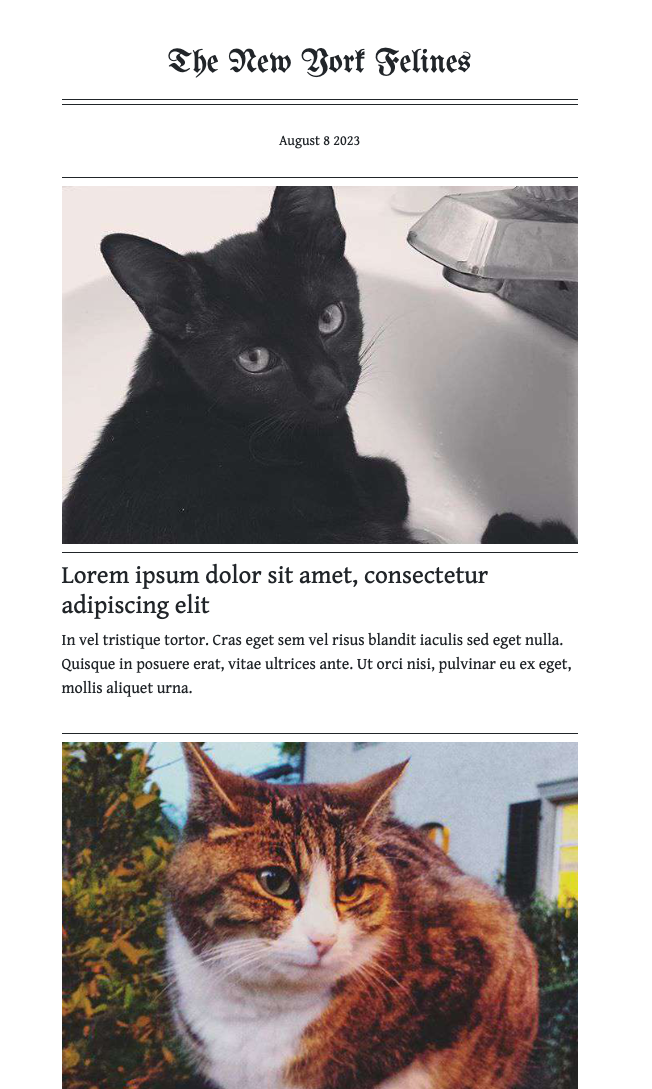 The New York Felines
August 8 2023
Lorem ipsum dolor sit amet, consectetur
adipiscing elit
In vel tristique tortor. Cras eget sem vel risus blandit iaculis sed eget nulla.
Quisque in posuere erat, vitae ultrices ante. Ut orci nisi, pulvinar eu ex eget,
mollis aliquet urna.